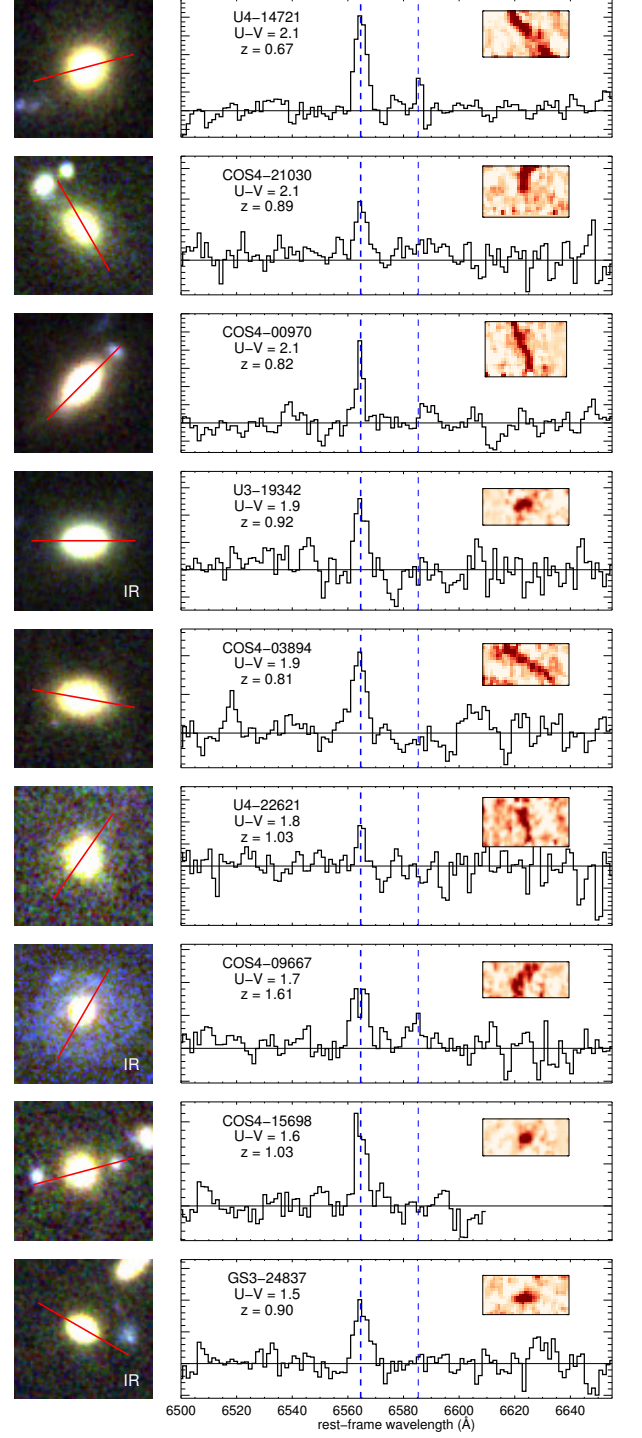 U4−14721
U−V = 2.1
z = 0.67
COS4−21030
U−V = 2.1
z = 0.89
COS4−00970
U−V = 2.1
z = 0.82
IR
U3−19342
U−V = 1.9
z = 0.92
COS4−03894
U−V = 1.9
z = 0.81
U4−22621
U−V = 1.8
z = 1.03
IR
COS4−09667
U−V = 1.7
z = 1.61
COS4−15698
U−V = 1.6
z = 1.03
IR
GS3−24837
U−V = 1.5
z = 0.90
6500 6520 6540 6560 6580 6600 6620 6640
rest−frame wavelength (Å)